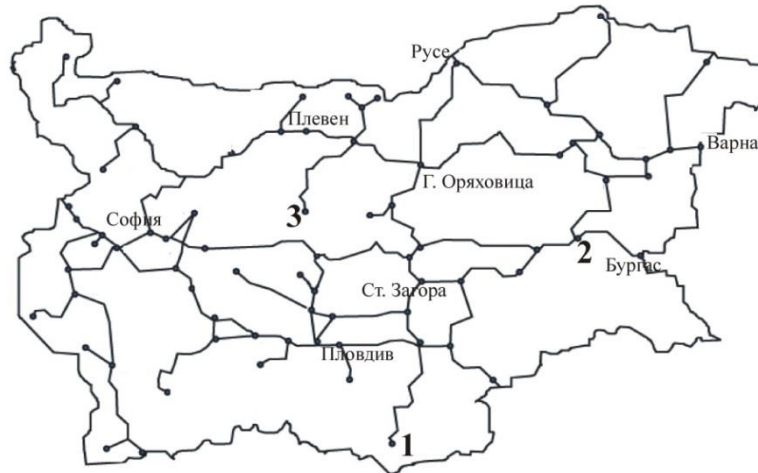 Русе
Плевен
Варна
Г. Оряховица
3
София
2
Бургас
Ст. Загора
Пловдив
1